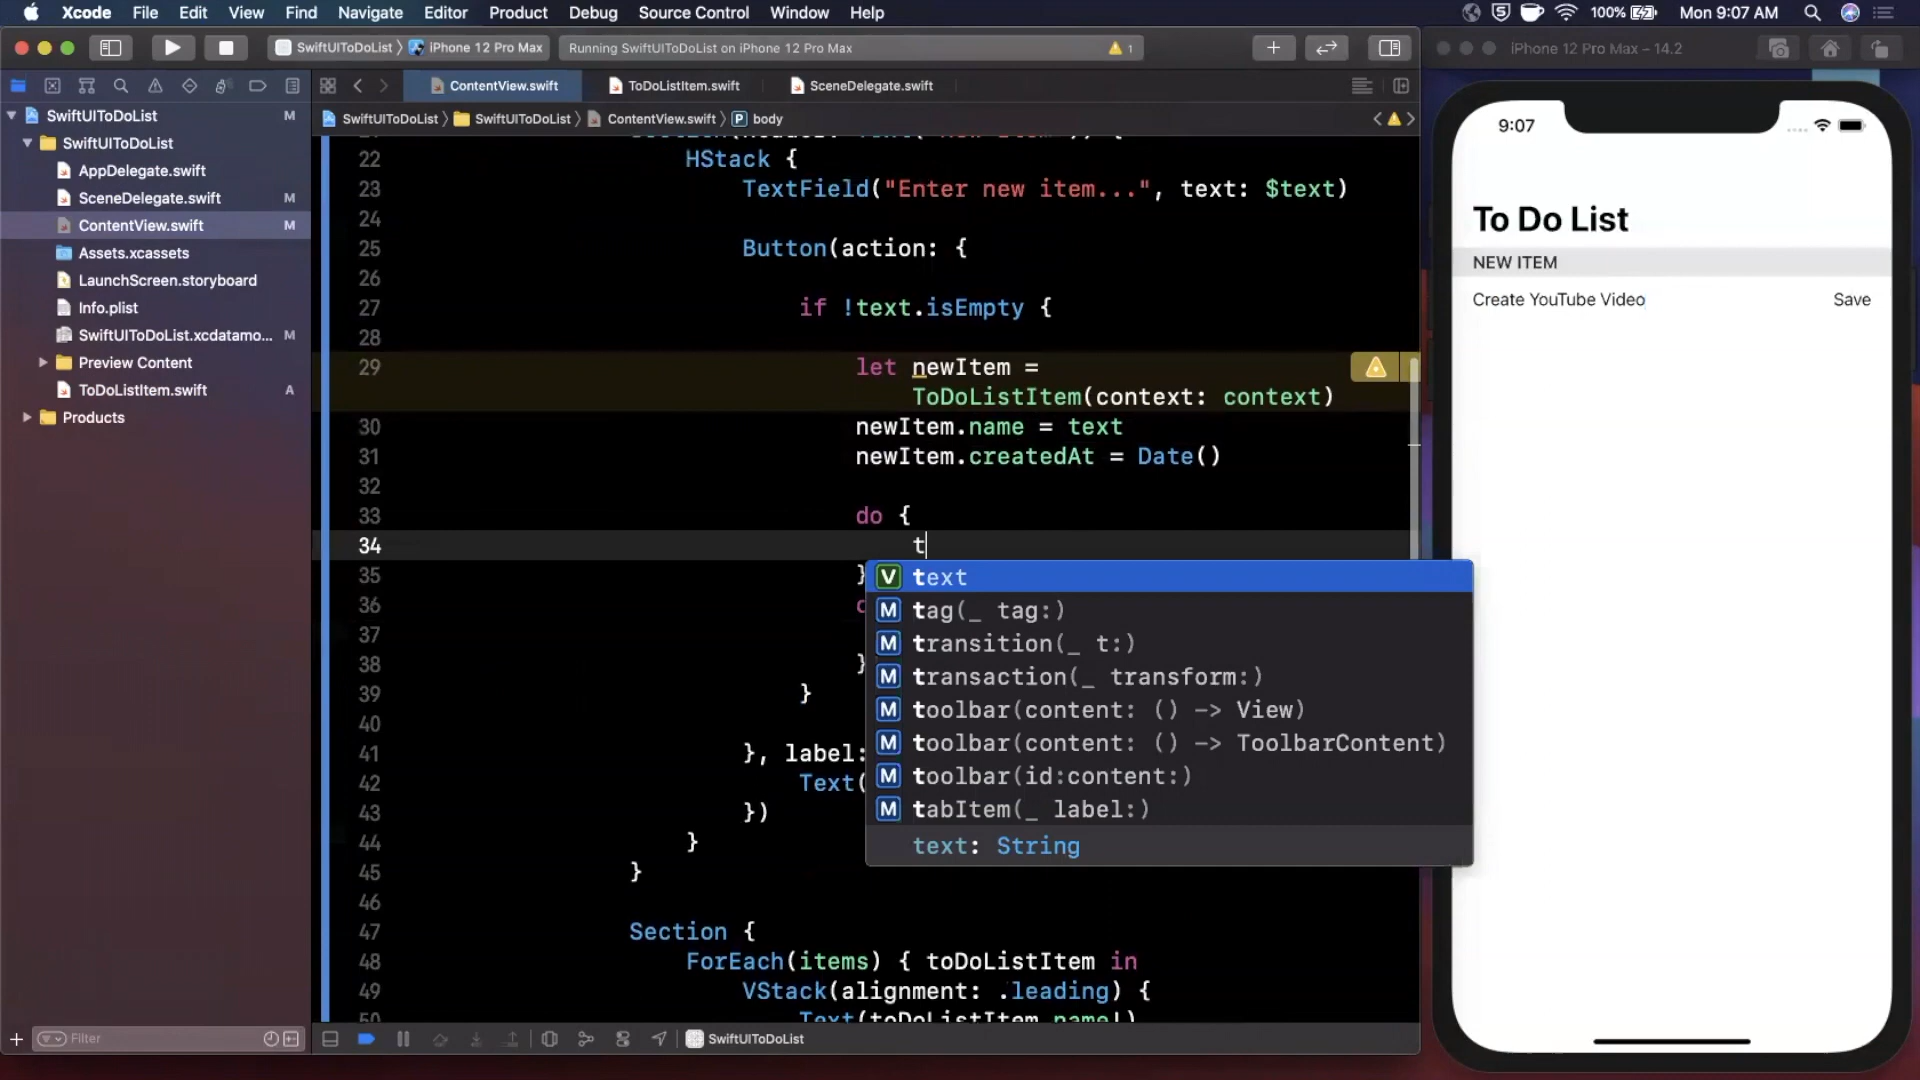 Xcode File Edit View Find Navigate Editor Product Debug Source Control Window Help 100% Mon 9:07 AM
SwiftUIToDoList 〉 iPhone 12 Pro Max
Running SwiftUIToDoList on iPhone 12 Pro Max
1
iPhone 12 Pro Max – 14.2
ContentView.swift ToDoListItem.swift SceneDelegate.swift
SwiftUIToDoList 〉 SwiftUIToDoList 〉 ContentView.swift 〉 P body
SwiftUIToDoList M
SwiftUIToDoList
AppDelegate.swift
SceneDelegate.swift M
ContentView.swift M
Assets.xcassets
LaunchScreen.storyboard
Info.plist
SwiftUIToDoList.xcdatamo... M
Preview Content
ToDoListItem.swift A
Products
Filter
22 HStack {
23 TextField("Enter new item...", text: $text)
24
25 Button(action: {
26
27 if !text.isEmpty {
28
29 let newItem =
ToDoListItem(context: context)
30 newItem.name = text
31 newItem.createdAt = Date()
32
33 do {
34 t
35 }
36
37
38 }
39 }
40
41 }, label:
42 Text(
43 })
44 }
45 }
46
47 Section {
48 ForEach(items) { toDoListItem in
49 VStack(alignment: .leading) {
50 Text(toDoListItem.name!)
V text
M tag(_ tag:)
M transition(_ t:)
M transaction(_ transform:)
M toolbar(content: () -> View)
M toolbar(content: () -> ToolbarContent)
M toolbar(id:content:)
M tabItem(_ label:)
text: String
SwiftUIToDoList
9:07
To Do List
NEW ITEM
Create YouTube Video Save